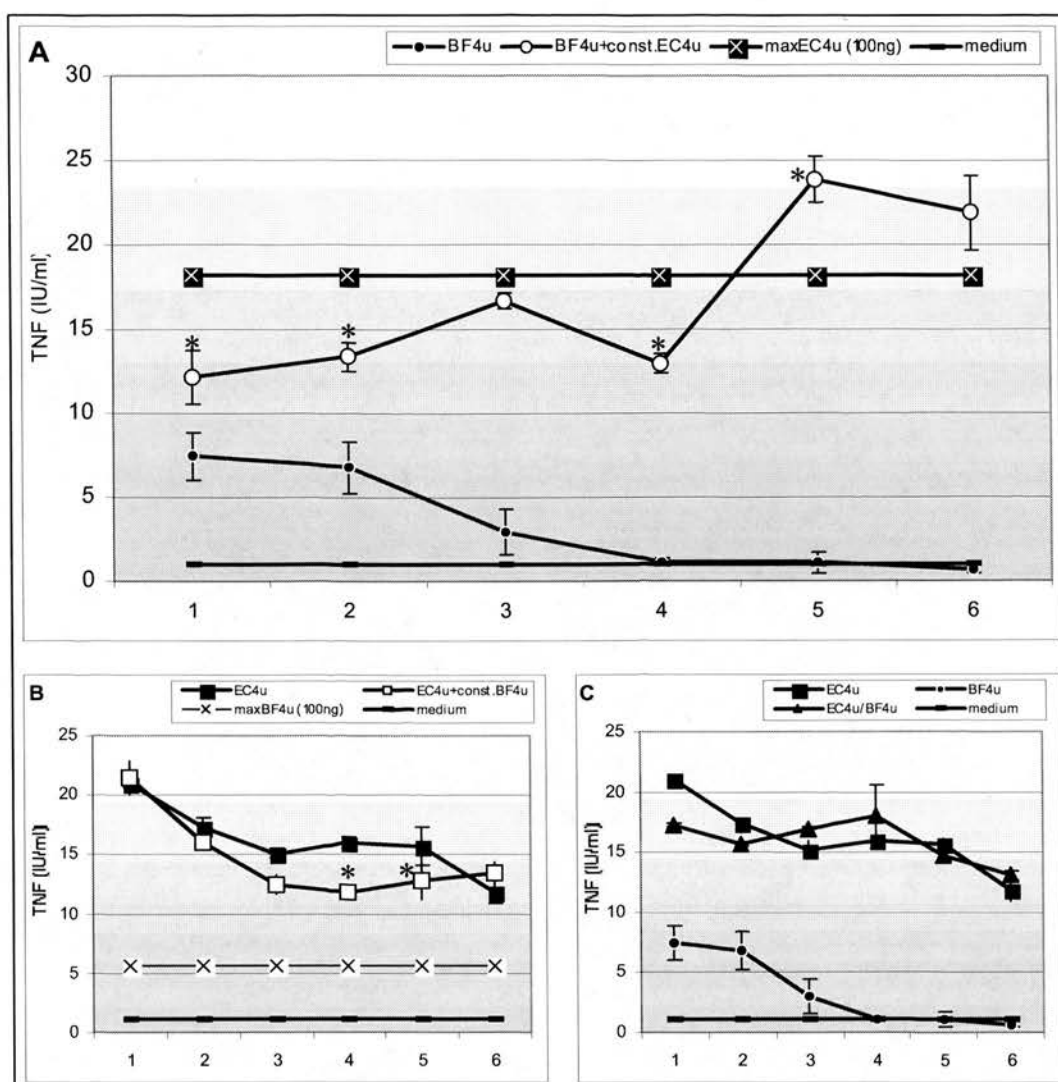 A
BF4u BF4u+const.EC4u maxEC4u (100ng) medium
TNF (IU/ml)
30
25
20
15
10
5
0
1 2 3 4 5 6
*
*
*
*
B
EC4u EC4u+const.BF4u
maxBF4u (100ng) medium
TNF (IU/ml)
25
20
15
10
5
0
1 2 3 4 5 6
*
*
C
EC4u BF4u
EC4u/BF4u medium
TNF (IU/ml)
25
20
15
10
5
0
1 2 3 4 5 6